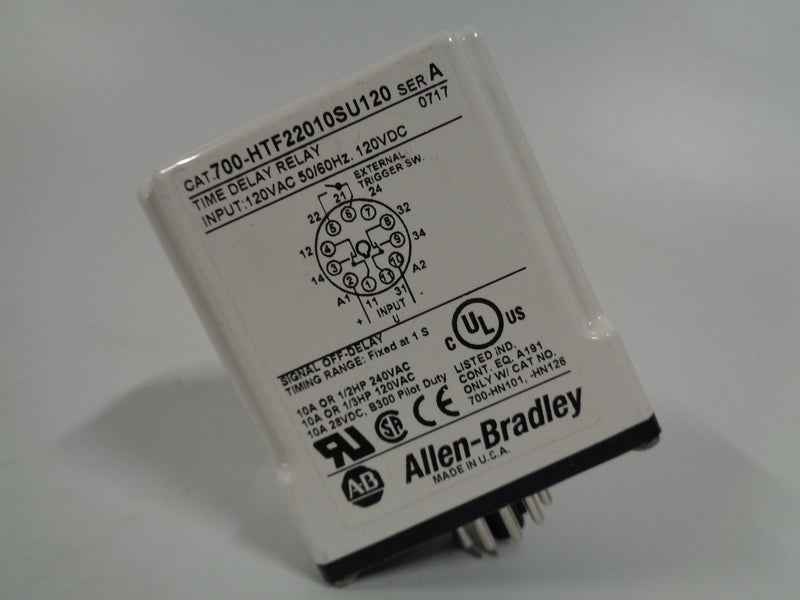 CAT.700-HTF22010SU120 SER A
TIME DELAY RELAY 0717
INPUT:120VAC 50/60Hz. 120VDC
EXTERNAL
TRIGGER SW.
21 24
22 6 7 32
5 8
12 4 9 34
3 10
14 2 1 11 A2
A1 11 31
+ INPUT -
U
SIGNAL OFF-DELAY
TIMING RANGE: Fixed at 1 S
10A OR 1/2HP 240VAC
10A OR 1/3HP 120VAC
10A 28VDC, B300 Pilot Duty
C UL US
LISTED IND.
CONT. EQ. A191
ONLY W/ CAT NO.
700-HN101, -HN126
RU SA CE
A-B Allen-Bradley
MADE IN U.S.A.